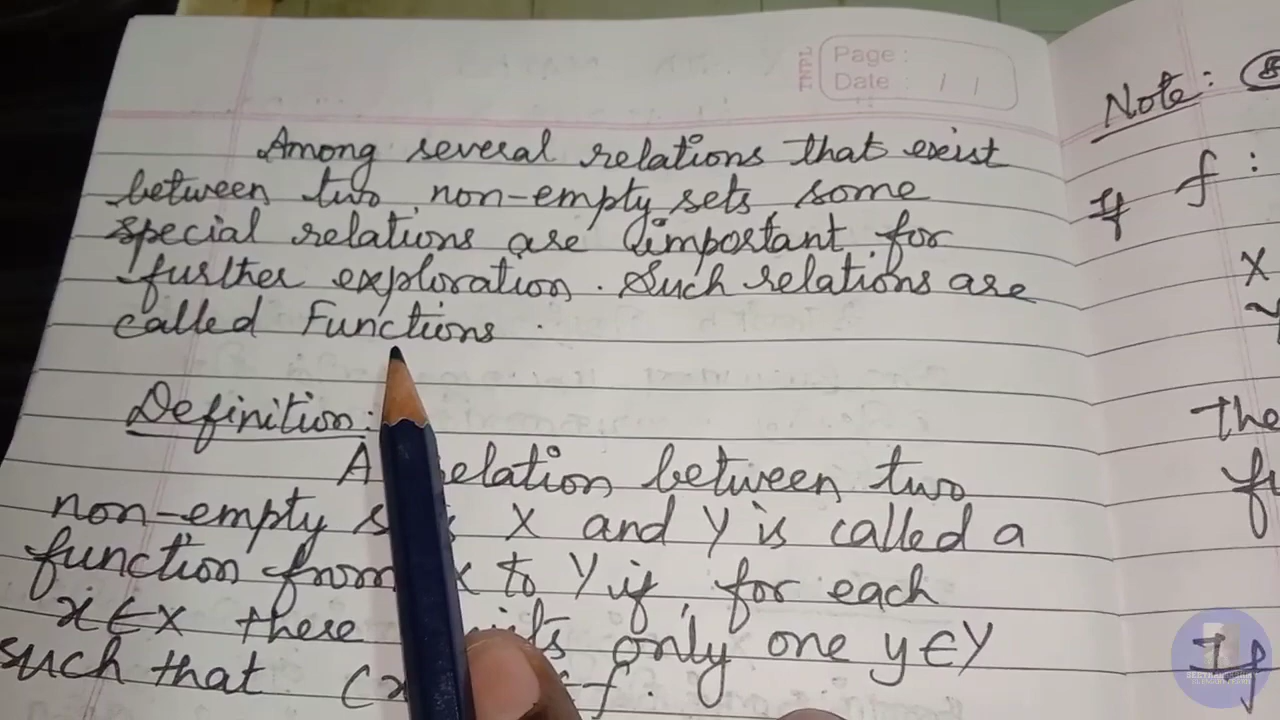 Page :
Date : / /
Among several relations that exist
between two non-empty sets some
special relations are important for
further exploration. Such relations are
called Functions.
Definition:
A relation between two
non-empty X and Y is called a
function from X to Y if, for each
x∈X there only one y∈Y
such that f.
Note:
If f :
X
the
If